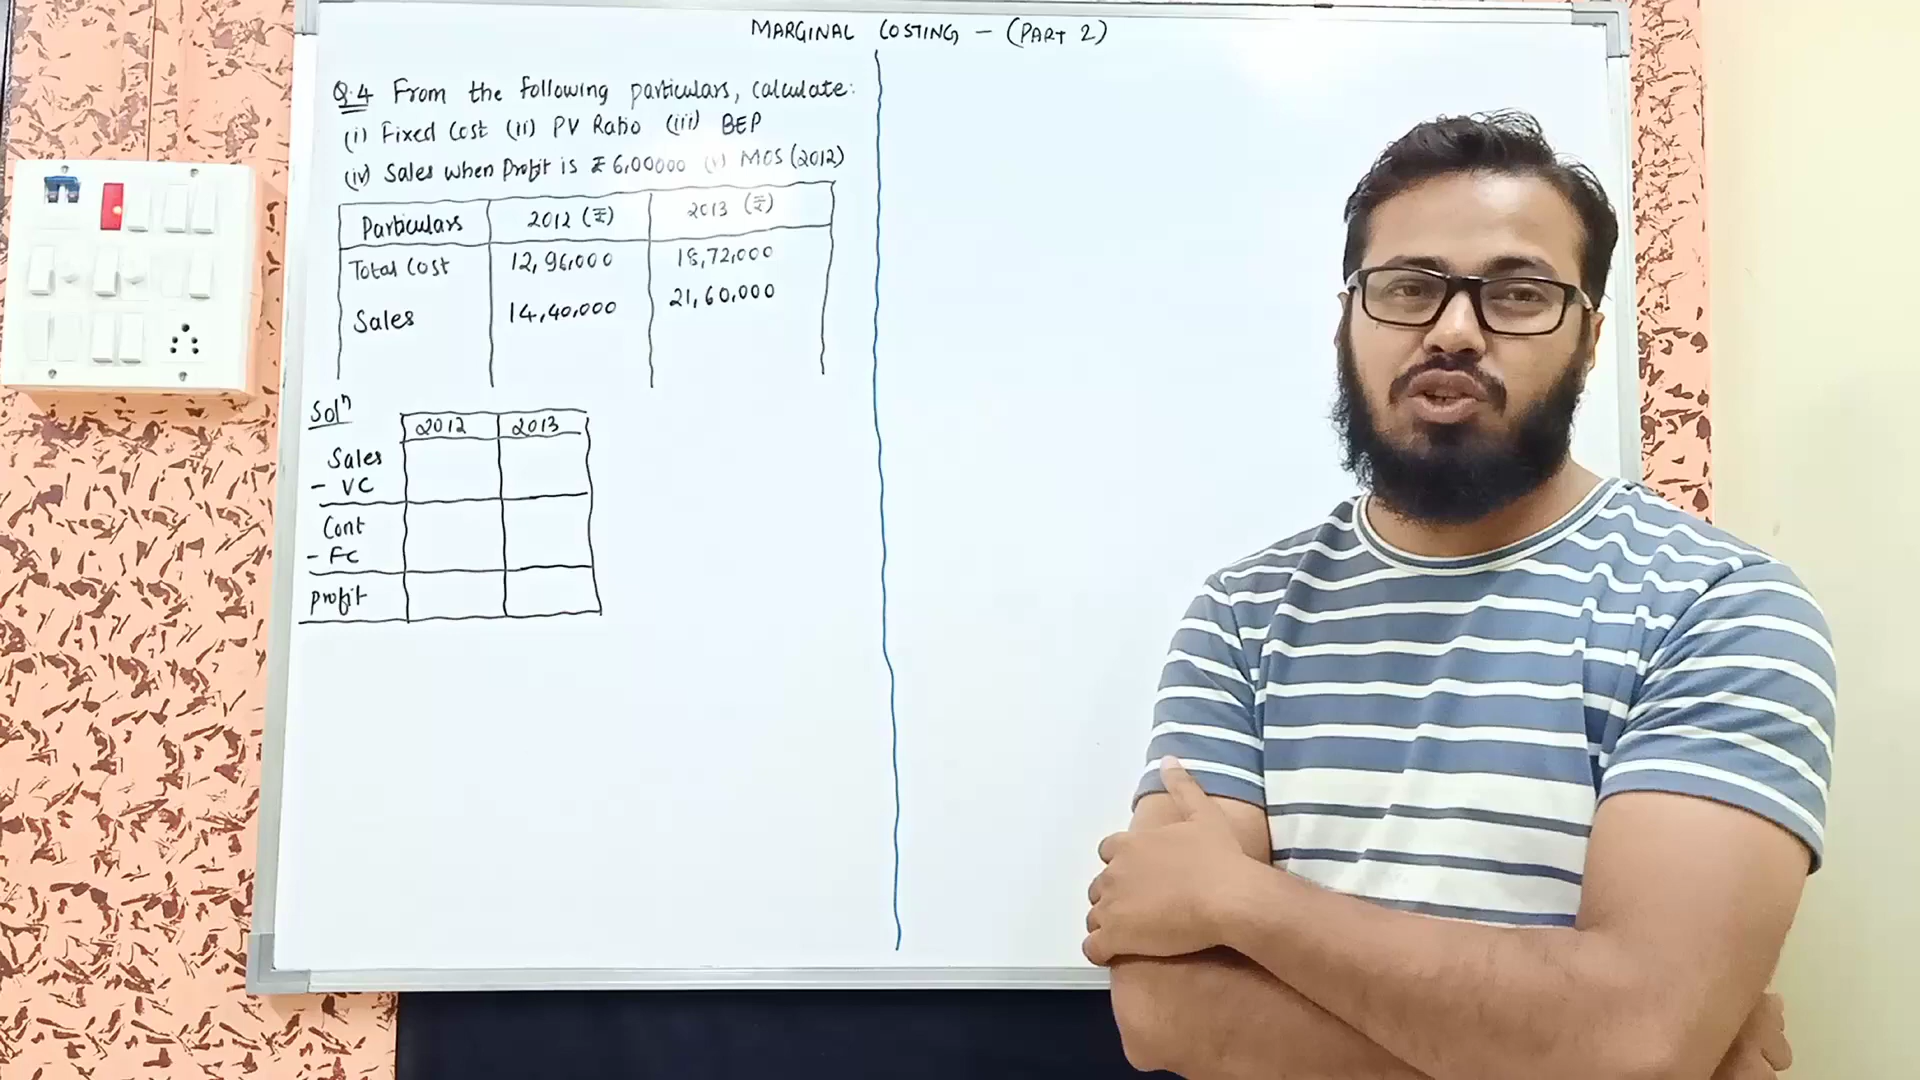 MARGINAL COSTING - (PART 2)
Q.4 From the following particulars, calculate:
(i) Fixed Cost (ii) PV Ratio (iii) BEP
(iv) Sales when Profit is ₹ 6,00000 (v) MOS (2012)
Particulars 2012 (₹) 2013 (₹)
Total Cost 12,96,000 18,72,000
Sales 14,40,000 21,60,000
Solⁿ
2012 2013
Sales
- VC
Cont
- FC
Profit